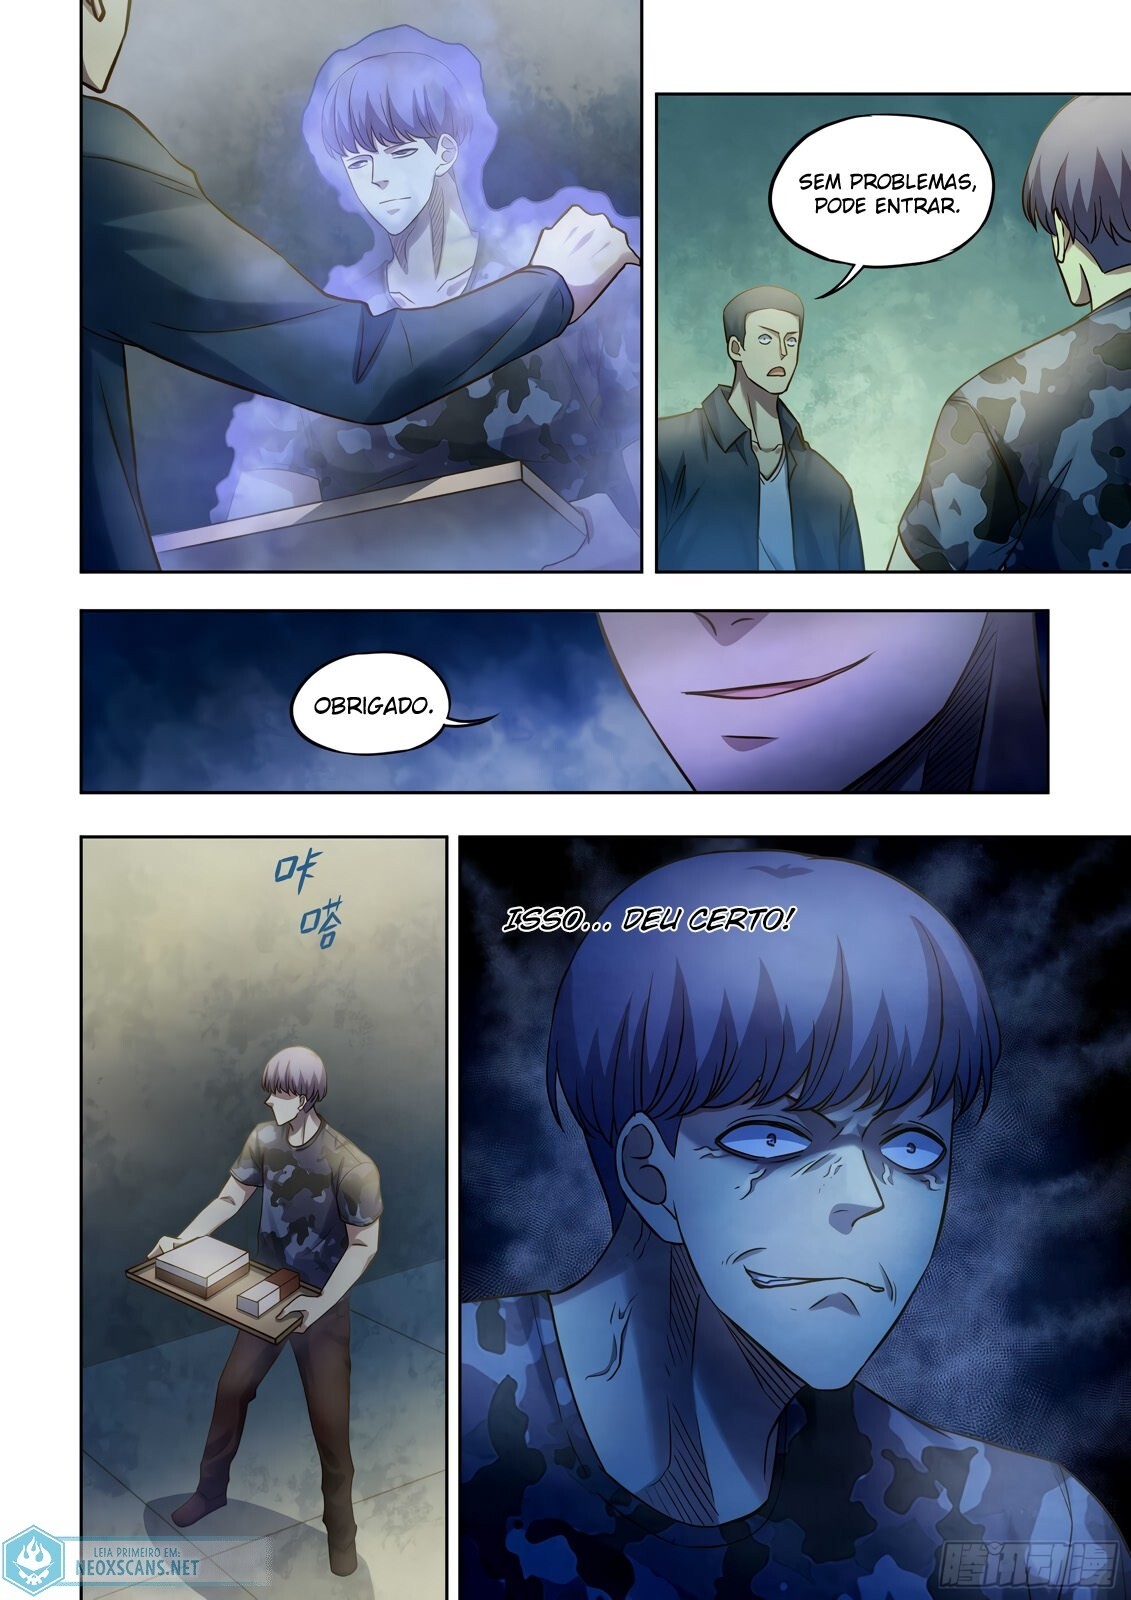 SEM PROBLEMAS,
PODE ENTRAR.
OBRIGADO.
咔
嗒
ISSO... DEU CERTO!
LEIA PRIMEIRO EM:
NEOXSCANS.NET
腾讯动漫